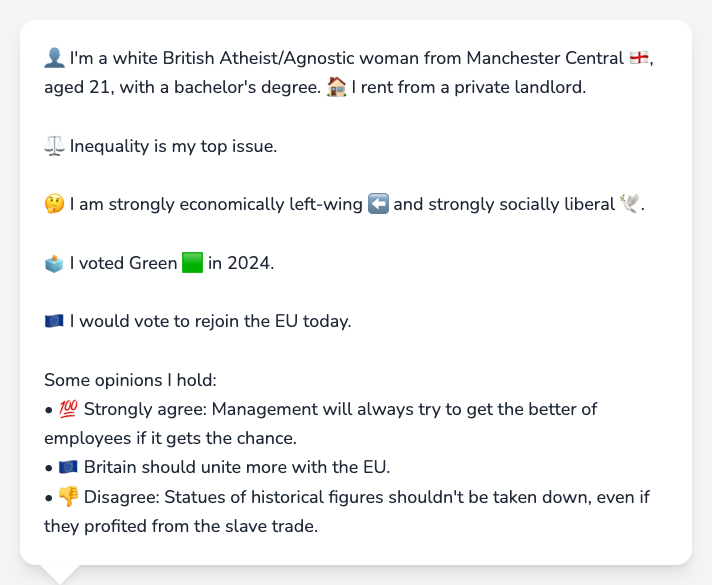 👤 I'm a white British Atheist/Agnostic woman from Manchester Central 🏴󠁧󠁢󠁥󠁮󠁧󠁿,
aged 21, with a bachelor's degree. 🏠 I rent from a private landlord.
⚖️ Inequality is my top issue.
🤔 I am strongly economically left-wing ⬅️ and strongly socially liberal 🕊️.
🗳️ I voted Green 🟩 in 2024.
🇪🇺 I would vote to rejoin the EU today.
Some opinions I hold:
• 💯 Strongly agree: Management will always try to get the better of
employees if it gets the chance.
• 🇪🇺 Britain should unite more with the EU.
• 👎 Disagree: Statues of historical figures shouldn't be taken down, even if
they profited from the slave trade.